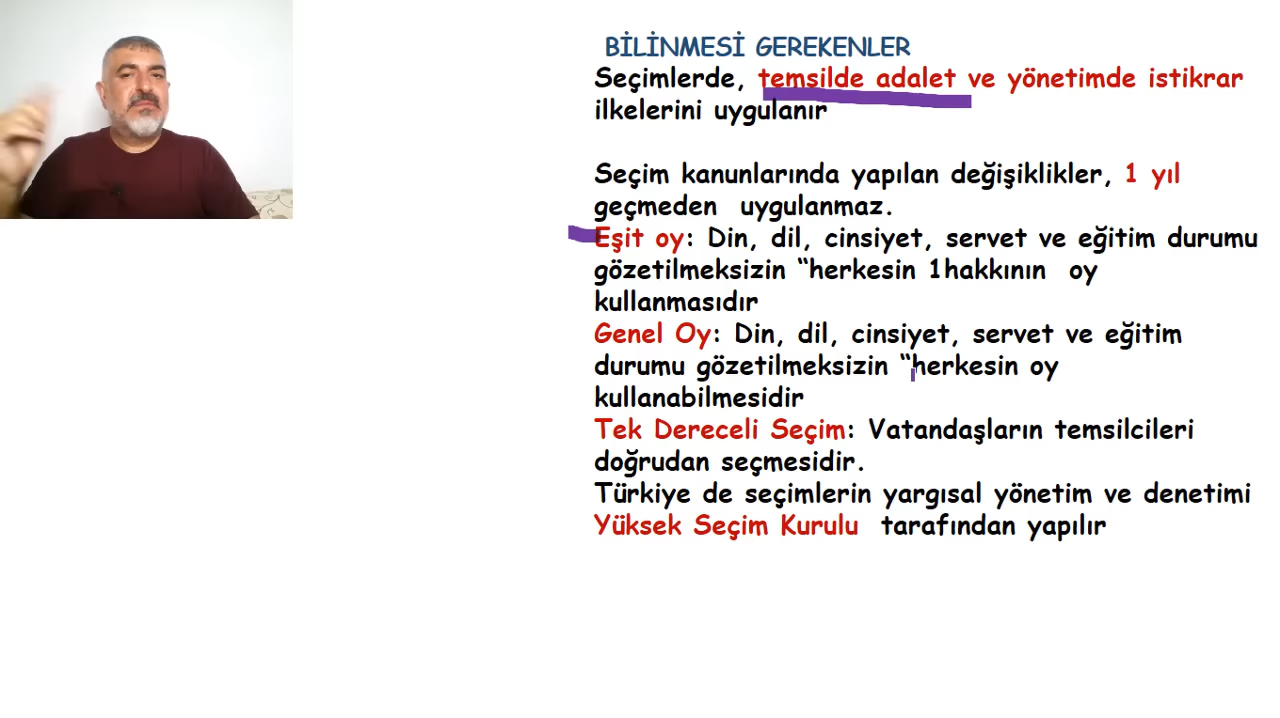 BİLİNMESİ GEREKENLER
Seçimlerde, temsilde adalet ve yönetimde istikrar
ilkelerini uygulanır
Seçim kanunlarında yapılan değişiklikler, 1 yıl
geçmeden uygulanmaz.
Eşit oy: Din, dil, cinsiyet, servet ve eğitim durumu
gözetilmeksizin “herkesin 1hakkının oy
kullanmasıdır
Genel Oy: Din, dil, cinsiyet, servet ve eğitim
durumu gözetilmeksizin “herkesin oy
kullanabilmesidir
Tek Dereceli Seçim: Vatandaşların temsilcileri
doğrudan seçmesidir.
Türkiye de seçimlerin yargısal yönetim ve denetimi
Yüksek Seçim Kurulu tarafından yapılır